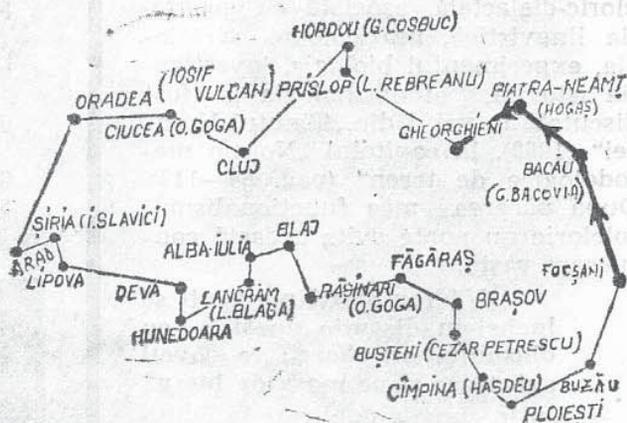 HORDOU (G. COȘBUC)
ORADEA (IOSIF
VULCAN)
PRISLOP (L. REBREANU)
PIATRA-NEAMȚ
(HOGAȘ)
CIUCEA (O. GOGA)
GHEORGHIENI
CLUJ
BACĂU
(G. BACOVIA)
ȘIRIA (I. SLAVICI)
ARAD
LIPOVA
ALBA-IULIA
BLAJ
FĂGĂRAȘ
FOCȘANI
DEVA
LANCRĂM
(L. BLAGA)
RĂȘINARI
(O. GOGA)
BRAȘOV
HUNEDOARA
BUȘTENI (CEZAR PETRESCU)
CÎMPINA (HASDEU)
BUZĂU
PLOIEȘTI